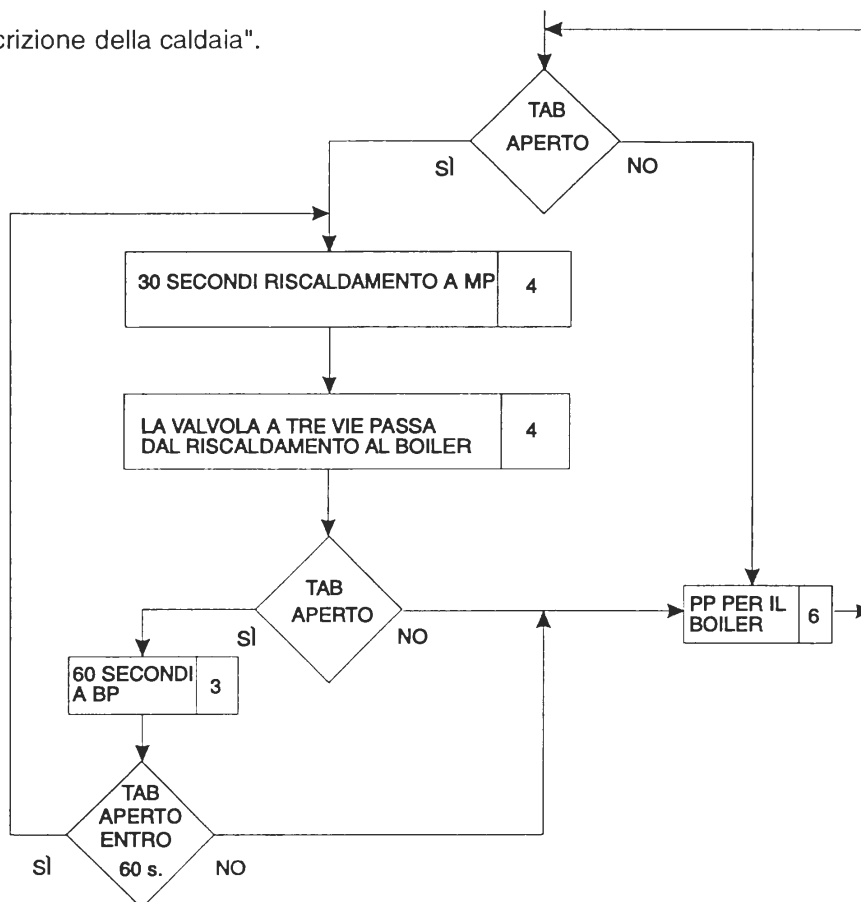 crizione della caldaia".
TAB
APERTO
SÌ
NO
30 SECONDI RISCALDAMENTO A MP
4
LA VALVOLA A TRE VIE PASSA
DAL RISCALDAMENTO AL BOILER
4
TAB
APERTO
SÌ
NO
PP PER IL
BOILER
6
60 SECONDI
A BP
3
TAB
APERTO
ENTRO
60 s.
SÌ
NO